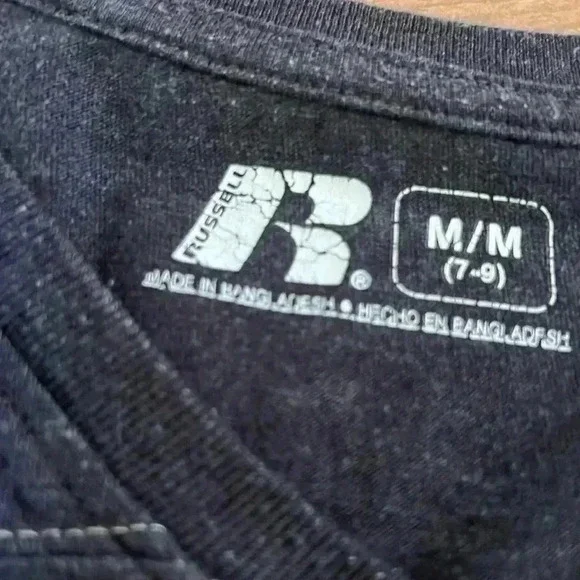 RUSSELL
R®
M/M
(7-9)
MADE IN BANGLADESH • HECHO EN BANGLADESH